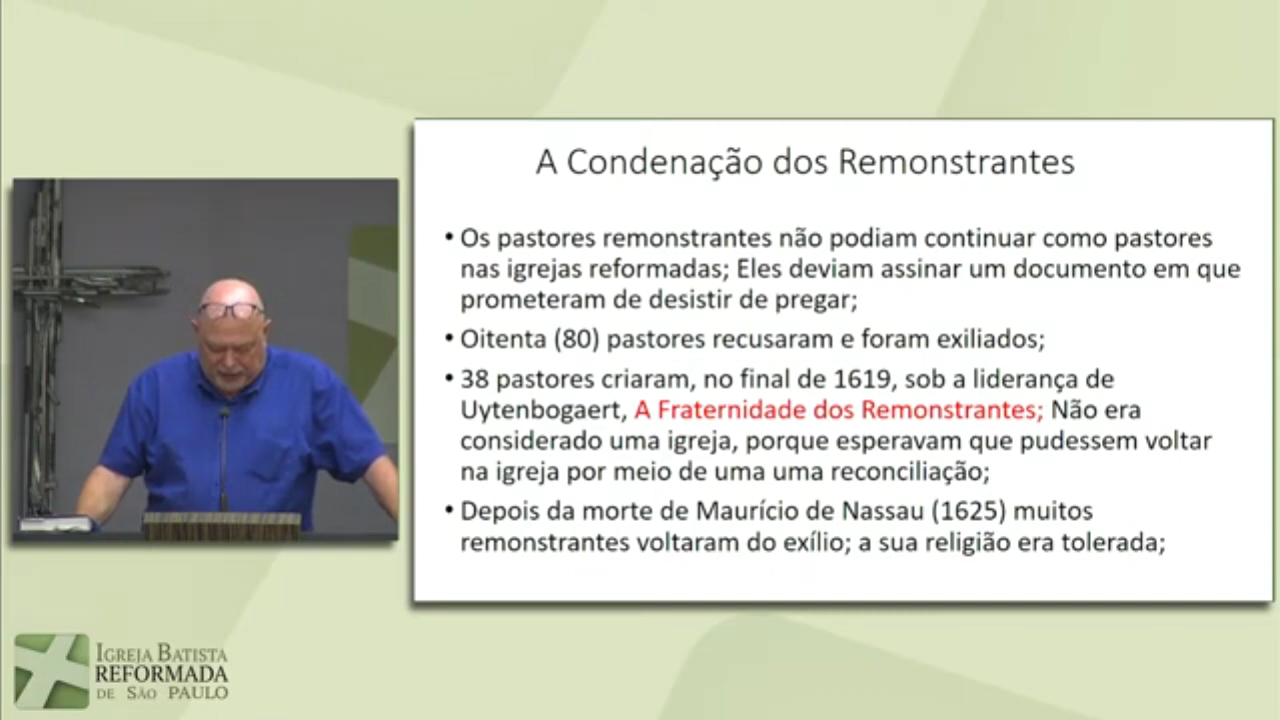 A Condenação dos Remonstrantes
• Os pastores remonstrantes não podiam continuar como pastores
nas igrejas reformadas; Eles deviam assinar um documento em que
prometeram de desistir de pregar;
• Oitenta (80) pastores recusaram e foram exiliados;
• 38 pastores criaram, no final de 1619, sob a liderança de
Uytenbogaert, A Fraternidade dos Remonstrantes; Não era
considerado uma igreja, porque esperavam que pudessem voltar
na igreja por meio de uma uma reconciliação;
• Depois da morte de Maurício de Nassau (1625) muitos
remonstrantes voltaram do exílio; a sua religião era tolerada;
IGREJA BATISTA
REFORMADA
DE SÃO PAULO